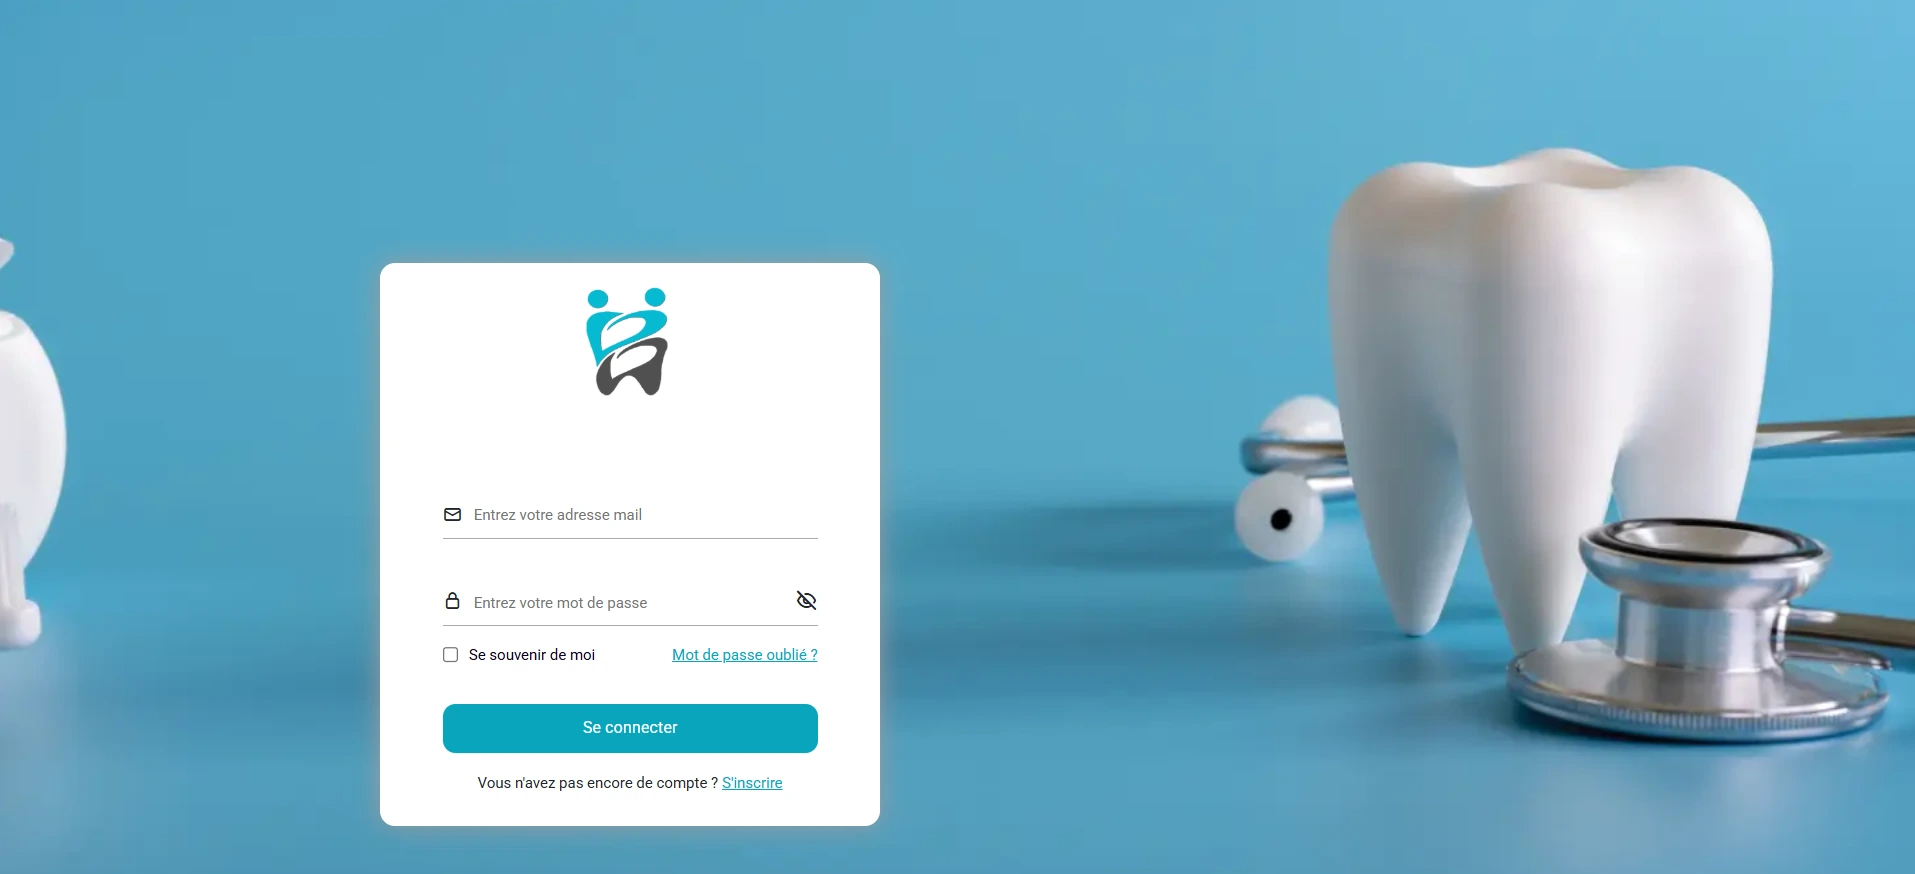 Entrez votre adresse mail
Entrez votre mot de passe
Se souvenir de moi
Mot de passe oublié ?
Se connecter
Vous n'avez pas encore de compte ? S'inscrire